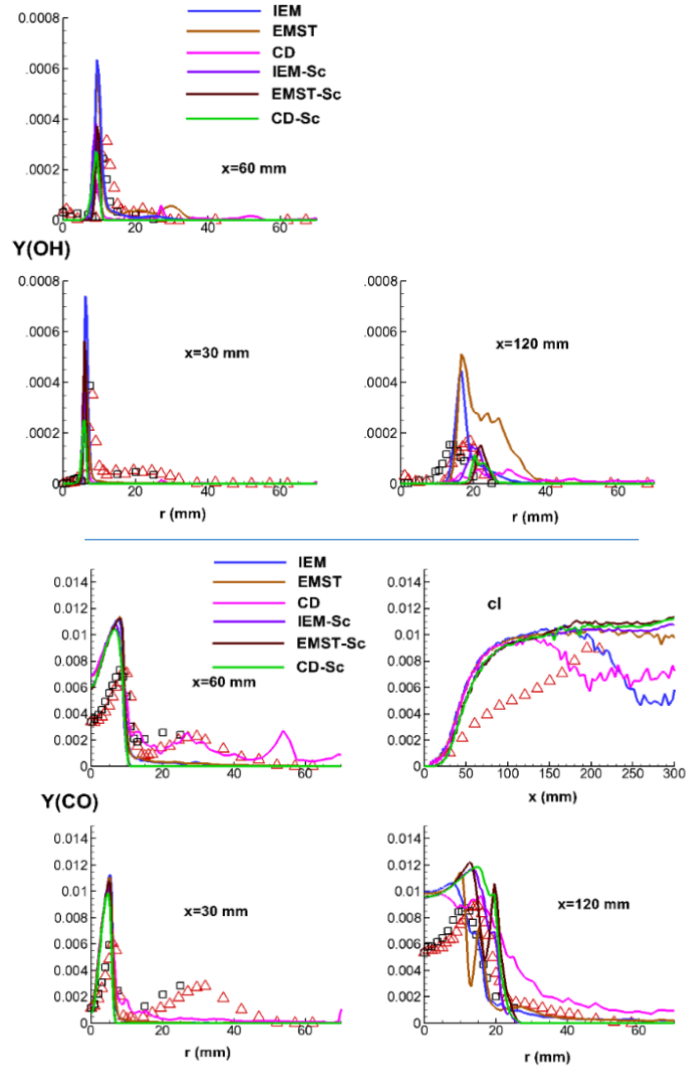 0.0008
.0006
.0004
.0002
0
0 20 40 60
IEM
EMST
CD
IEM-Sc
EMST-Sc
CD-Sc
x=60 mm
Y(OH)
0.0008
.0006
.0004
.0002
0
0 20 40 60
r (mm)
x=30 mm
0.0008
.0006
.0004
.0002
0
0 20 40 60
r (mm)
x=120 mm
IEM
EMST
CD
IEM-Sc
EMST-Sc
CD-Sc
0.014
0.012
0.01
0.008
0.006
0.004
0.002
0
0 20 40 60
x=60 mm
0.014
0.012
0.01
0.008
0.006
0.004
0.002
0
0 50 100 150 200 250 300
x (mm)
cl
Y(CO)
0.014
0.012
0.01
0.008
0.006
0.004
0.002
0
0 20 40 60
r (mm)
x=30 mm
0.014
0.012
0.01
0.008
0.006
0.004
0.002
0
0 20 40 60
r (mm)
x=120 mm